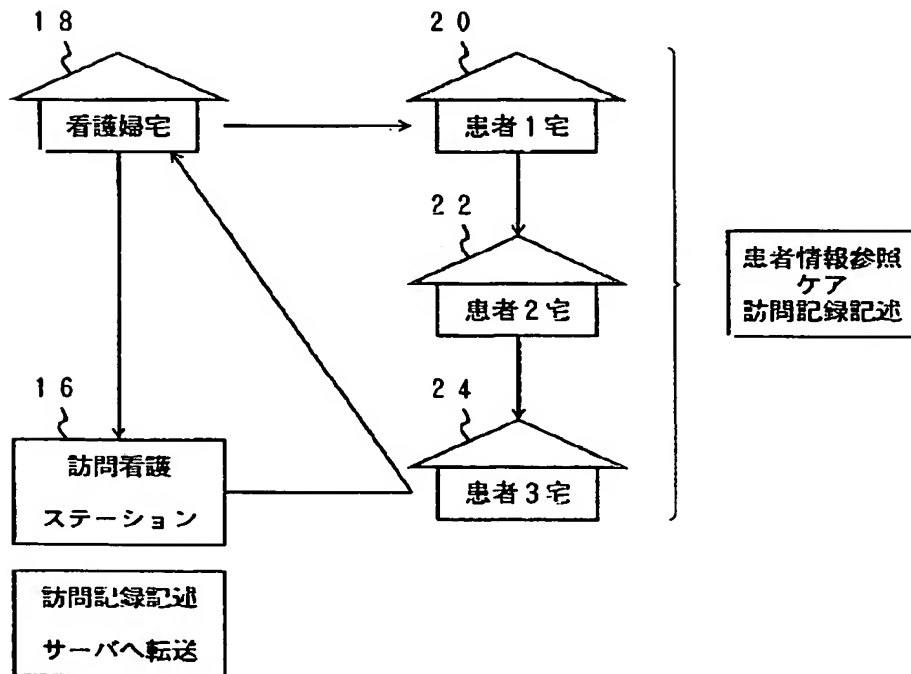 18
看護婦宅
20
患者1宅
22
患者2宅
24
患者3宅
患者情報参照
ケア
訪問記録記述
16
訪問看護
ステーション
訪問記録記述
サーバへ転送